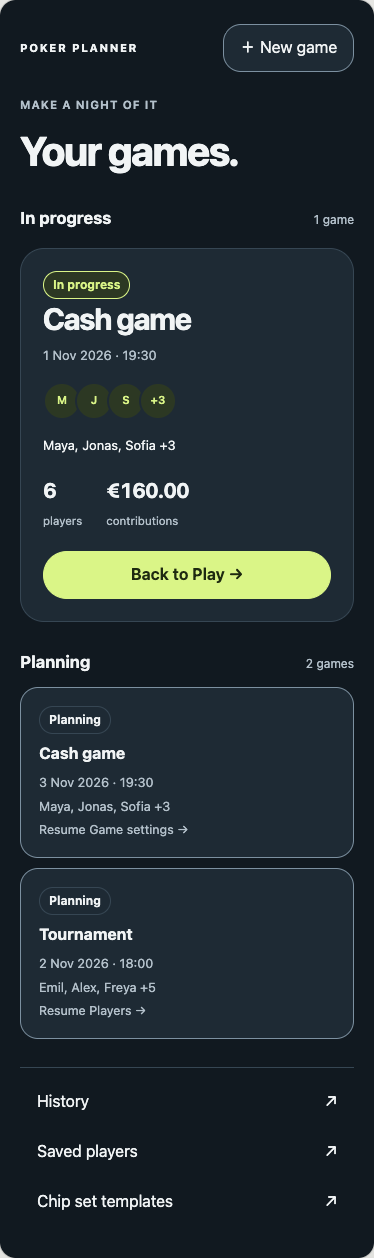 POKER PLANNER
+ New game
MAKE A NIGHT OF IT
Your games.
In progress
1 game
In progress
Cash game
1 Nov 2026 · 19:30
M J S +3
Maya, Jonas, Sofia +3
6 €160.00
players contributions
Back to Play →
Planning
2 games
Planning
Cash game
3 Nov 2026 · 19:30
Maya, Jonas, Sofia +3
Resume Game settings →
Planning
Tournament
2 Nov 2026 · 18:00
Emil, Alex, Freya +5
Resume Players →
History ↗
Saved players ↗
Chip set templates ↗